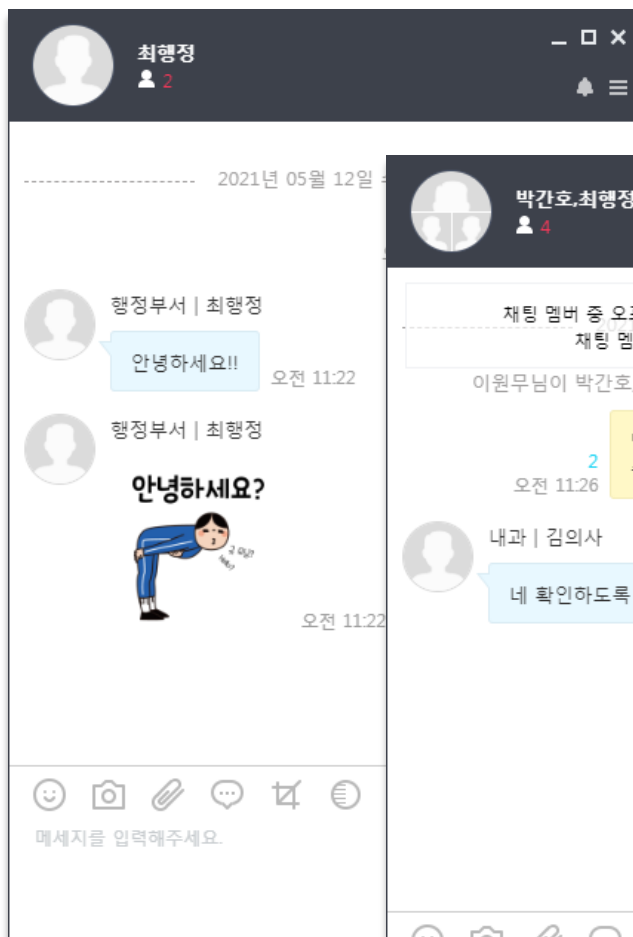 최행정
2
2021년 05월 12일
행정부서 | 최행정
안녕하세요!!
오전 11:22
행정부서 | 최행정
안녕하세요?
오전 11:22
메세지를 입력해주세요.
박간호,최행정
4
채팅 멤버 중 오
채팅 멤
이원무님이 박간호
2
오전 11:26
내과 | 김의사
네 확인하도록